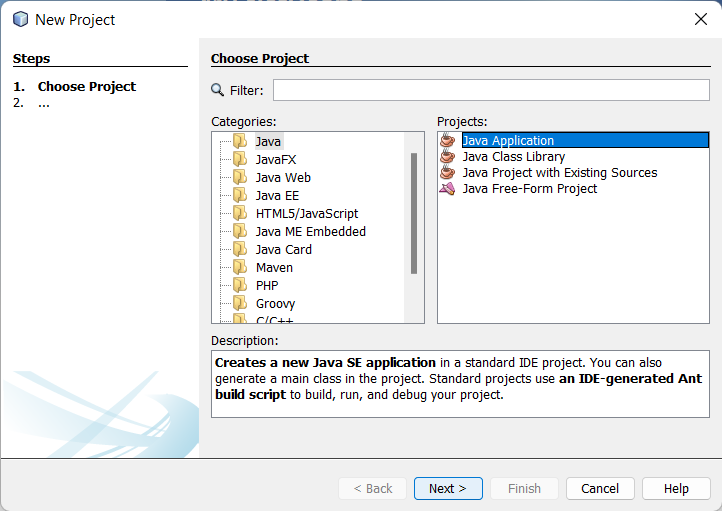 New Project
Steps
1. Choose Project
2. ...
Choose Project
Filter:
Categories:
Java
JavaFX
Java Web
Java EE
HTML5/JavaScript
Java ME Embedded
Java Card
Maven
PHP
Groovy
C/C++
Projects:
Java Application
Java Class Library
Java Project with Existing Sources
Java Free-Form Project
Description:
Creates a new Java SE application in a standard IDE project. You can also
generate a main class in the project. Standard projects use an IDE-generated Ant
build script to build, run, and debug your project.
< Back
Next >
Finish
Cancel
Help